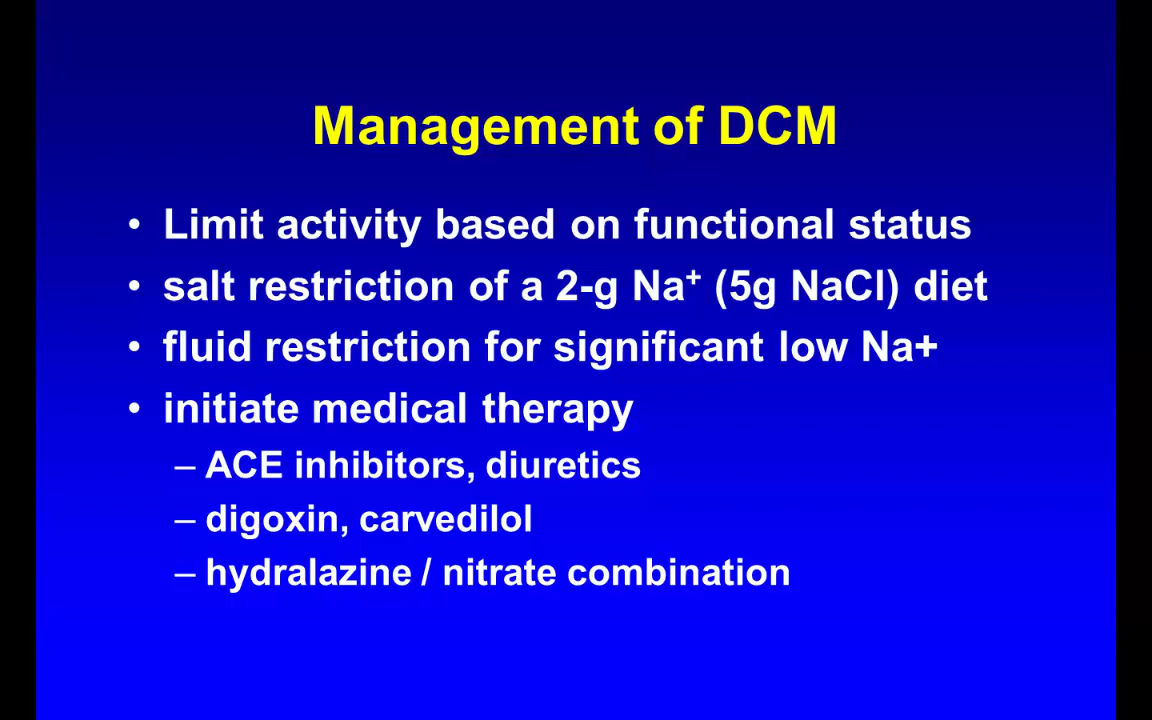 Management of DCM
• Limit activity based on functional status
• salt restriction of a 2-g Na⁺ (5g NaCl) diet
• fluid restriction for significant low Na+
• initiate medical therapy
– ACE inhibitors, diuretics
– digoxin, carvedilol
– hydralazine / nitrate combination